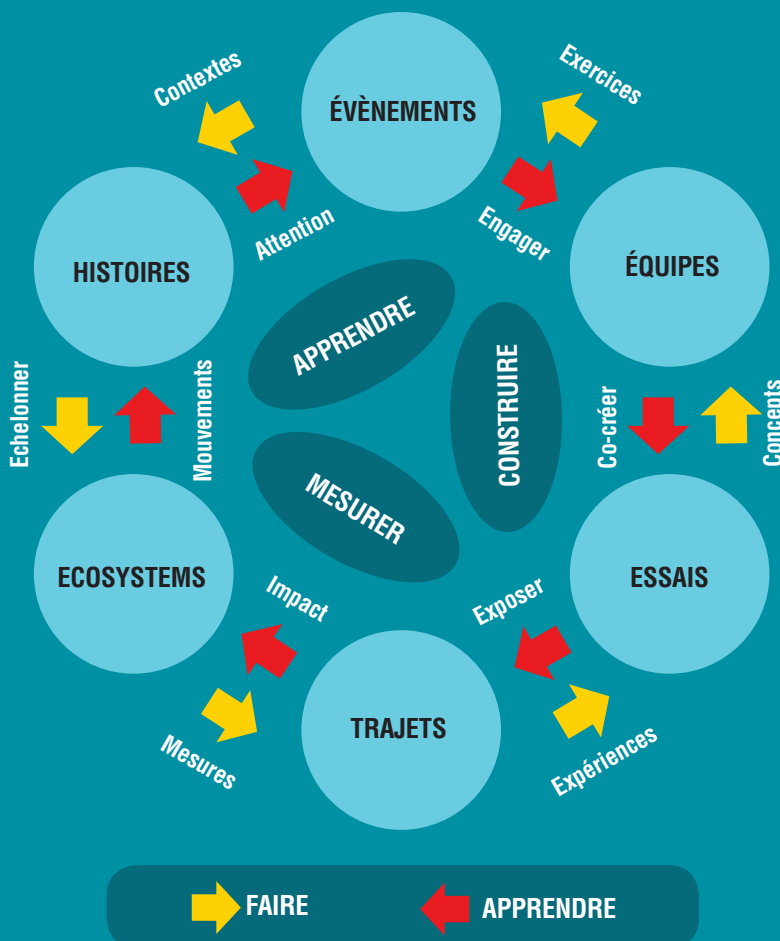 Contextes
ÉVÈNEMENTS
Exercices
Attention
Engager
HISTOIRES
ÉQUIPES
APPRENDRE
CONSTRUIRE
MESURER
Echelonner
Mouvements
Co-créer
Concents
ECOSYSTEMS
ESSAIS
Impact
Exposer
Mesures
TRAJETS
Expériences
FAIRE
APPRENDRE